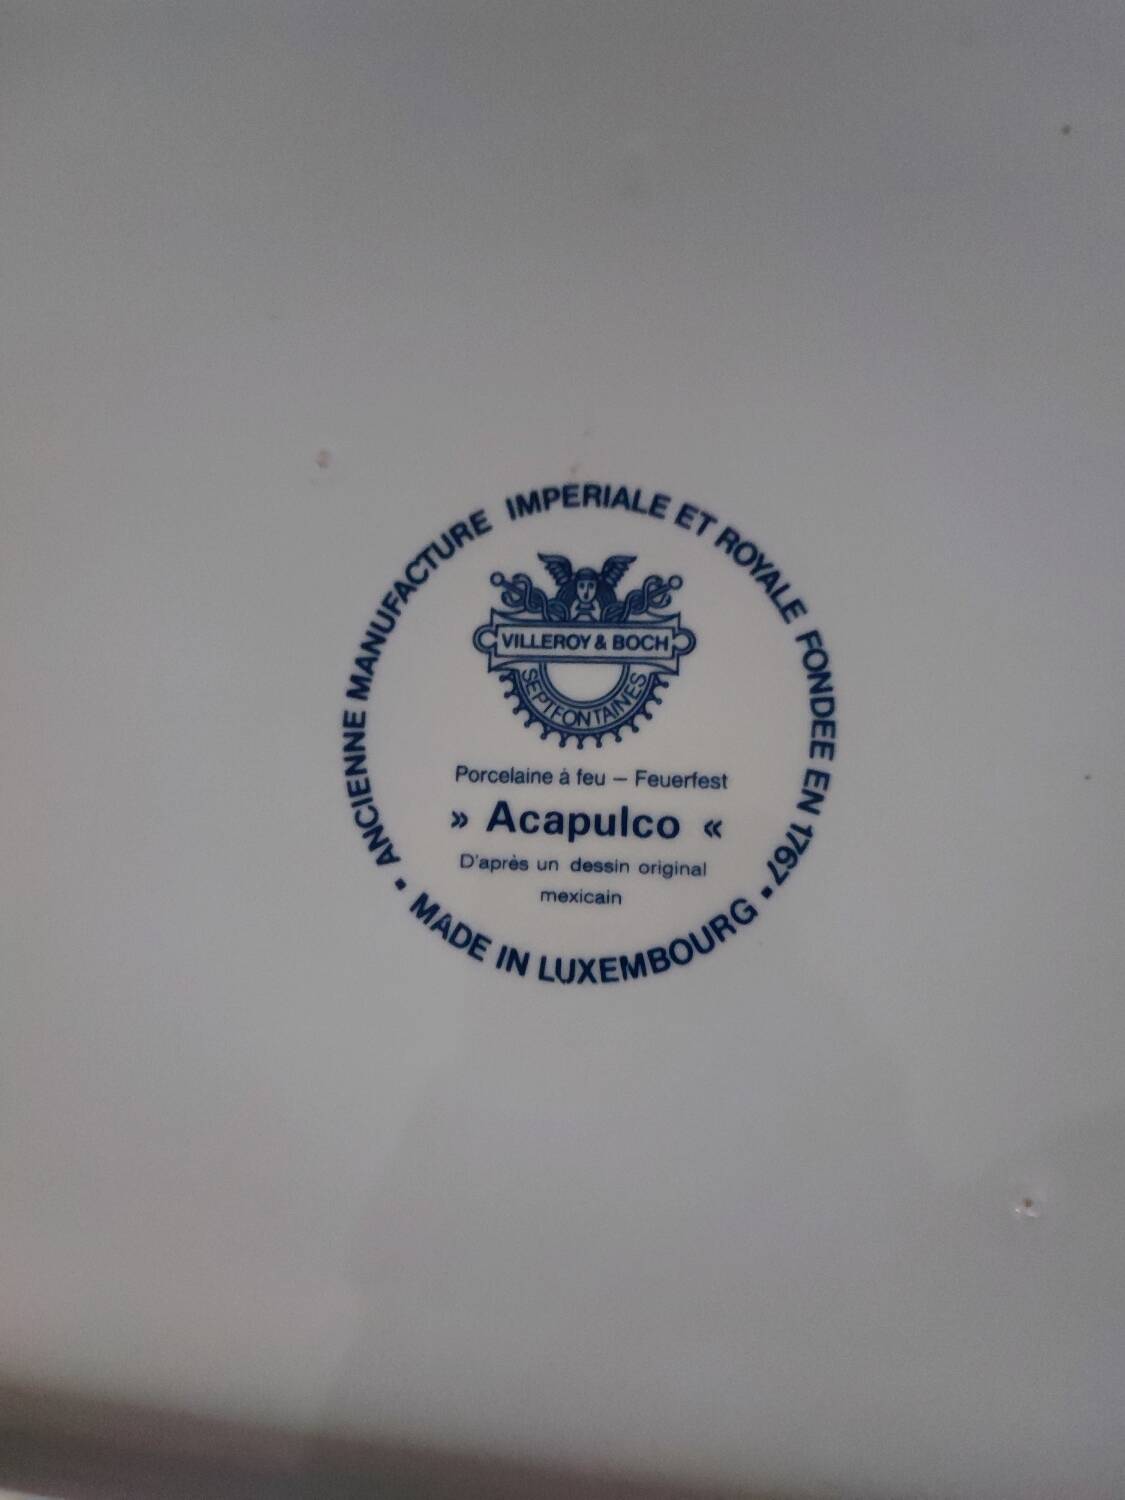 ANCIENNE MANUFACTURE IMPERIALE ET ROYALE FONDEE EN 1767
VILLEROY & BOCH
SEPTFONTAINES
Porcelaine à feu – Feuerfest
» Acapulco «
D'après un dessin original
mexicain
MADE IN LUXEMBOURG